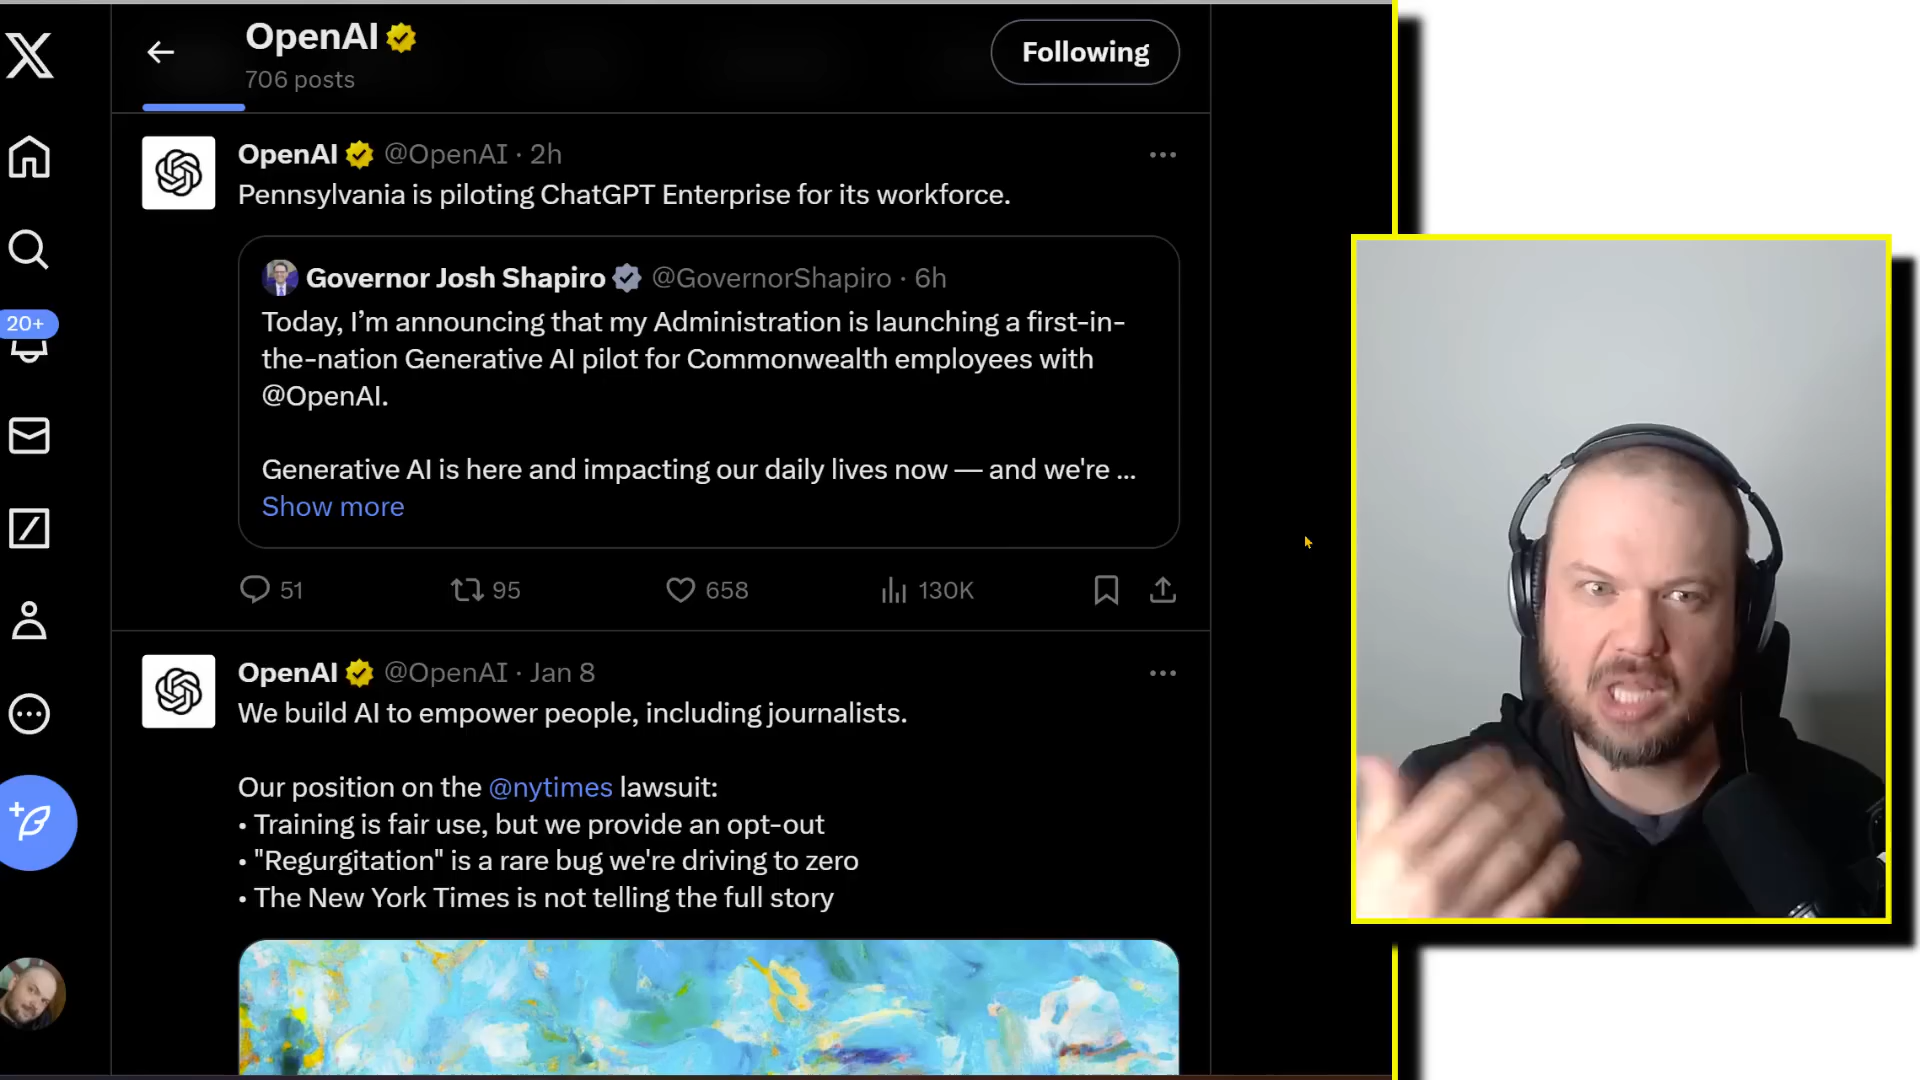 OpenAI
706 posts
Following
OpenAI @OpenAI · 2h
Pennsylvania is piloting ChatGPT Enterprise for its workforce.
Governor Josh Shapiro @GovernorShapiro · 6h
Today, I’m announcing that my Administration is launching a first-in-
the-nation Generative AI pilot for Commonwealth employees with
@OpenAI.
Generative AI is here and impacting our daily lives now — and we're ...
Show more
51 95 658 130K
20+
OpenAI @OpenAI · Jan 8
We build AI to empower people, including journalists.
Our position on the @nytimes lawsuit:
• Training is fair use, but we provide an opt-out
• "Regurgitation" is a rare bug we're driving to zero
• The New York Times is not telling the full story